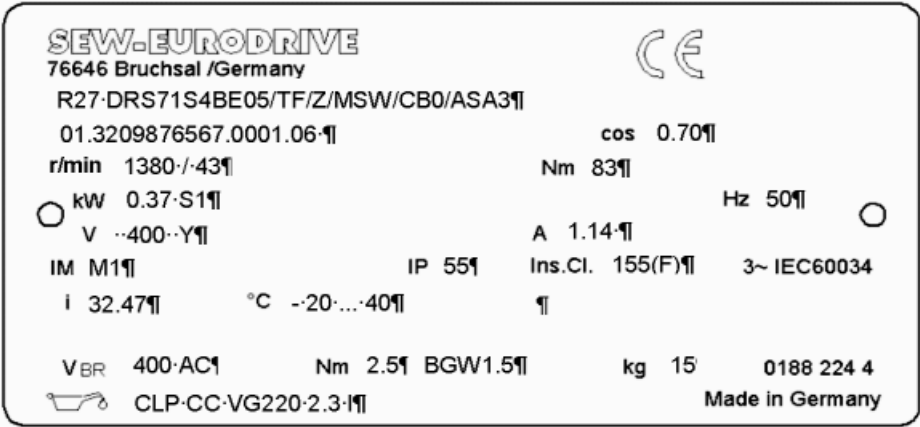 SEW-EURODRIVE CE
76646 Bruchsal /Germany
R27·DRS71S4BE05/TF/Z/MSW/CB0/ASA3¶
01.3209876567.0001.06·¶ cos 0.70¶
r/min 1380·/·43¶ Nm 83¶
kW 0.37·S1¶ Hz 50¶
V ··400··Y¶ A 1.14·¶
IM M1¶ IP 55¶ Ins.Cl. 155(F)¶ 3~ IEC60034
i 32.47¶ °C -·20·...·40¶ ¶
VBR 400·AC¶ Nm 2.5¶ BGW1.5¶ kg 15 0188 224 4
CLP·CC·VG220·2.3·l¶ Made in Germany